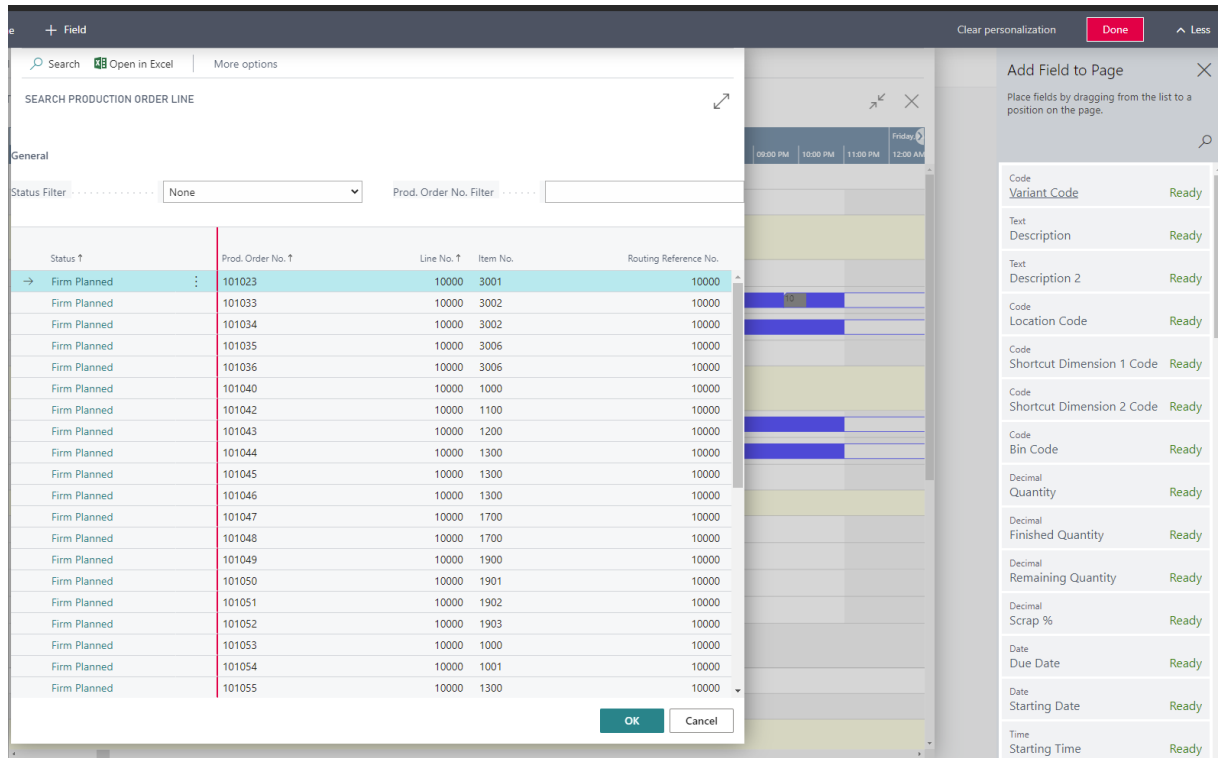 e + Field Clear personalization Done Less
Search Open in Excel More options
SEARCH PRODUCTION ORDER LINE
General
Status Filter None Prod. Order No. Filter
Status ↑ Prod. Order No. ↑ Line No. ↑ Item No. Routing Reference No.
→ Firm Planned 101023 10000 3001 10000
Firm Planned 101033 10000 3002 10000
Firm Planned 101034 10000 3002 10000
Firm Planned 101035 10000 3006 10000
Firm Planned 101036 10000 3006 10000
Firm Planned 101040 10000 1000 10000
Firm Planned 101042 10000 1100 10000
Firm Planned 101043 10000 1200 10000
Firm Planned 101044 10000 1300 10000
Firm Planned 101045 10000 1300 10000
Firm Planned 101046 10000 1300 10000
Firm Planned 101047 10000 1700 10000
Firm Planned 101048 10000 1700 10000
Firm Planned 101049 10000 1900 10000
Firm Planned 101050 10000 1901 10000
Firm Planned 101051 10000 1902 10000
Firm Planned 101052 10000 1903 10000
Firm Planned 101053 10000 1000 10000
Firm Planned 101054 10000 1001 10000
Firm Planned 101055 10000 1300 10000
OK Cancel
Friday,
09:00 PM 10:00 PM 11:00 PM 12:00 AM
10
Add Field to Page
Place fields by dragging from the list to a
position on the page.
Code
Variant Code Ready
Text
Description Ready
Text
Description 2 Ready
Code
Location Code Ready
Code
Shortcut Dimension 1 Code Ready
Code
Shortcut Dimension 2 Code Ready
Code
Bin Code Ready
Decimal
Quantity Ready
Decimal
Finished Quantity Ready
Decimal
Remaining Quantity Ready
Decimal
Scrap % Ready
Date
Due Date Ready
Date
Starting Date Ready
Time
Starting Time Ready